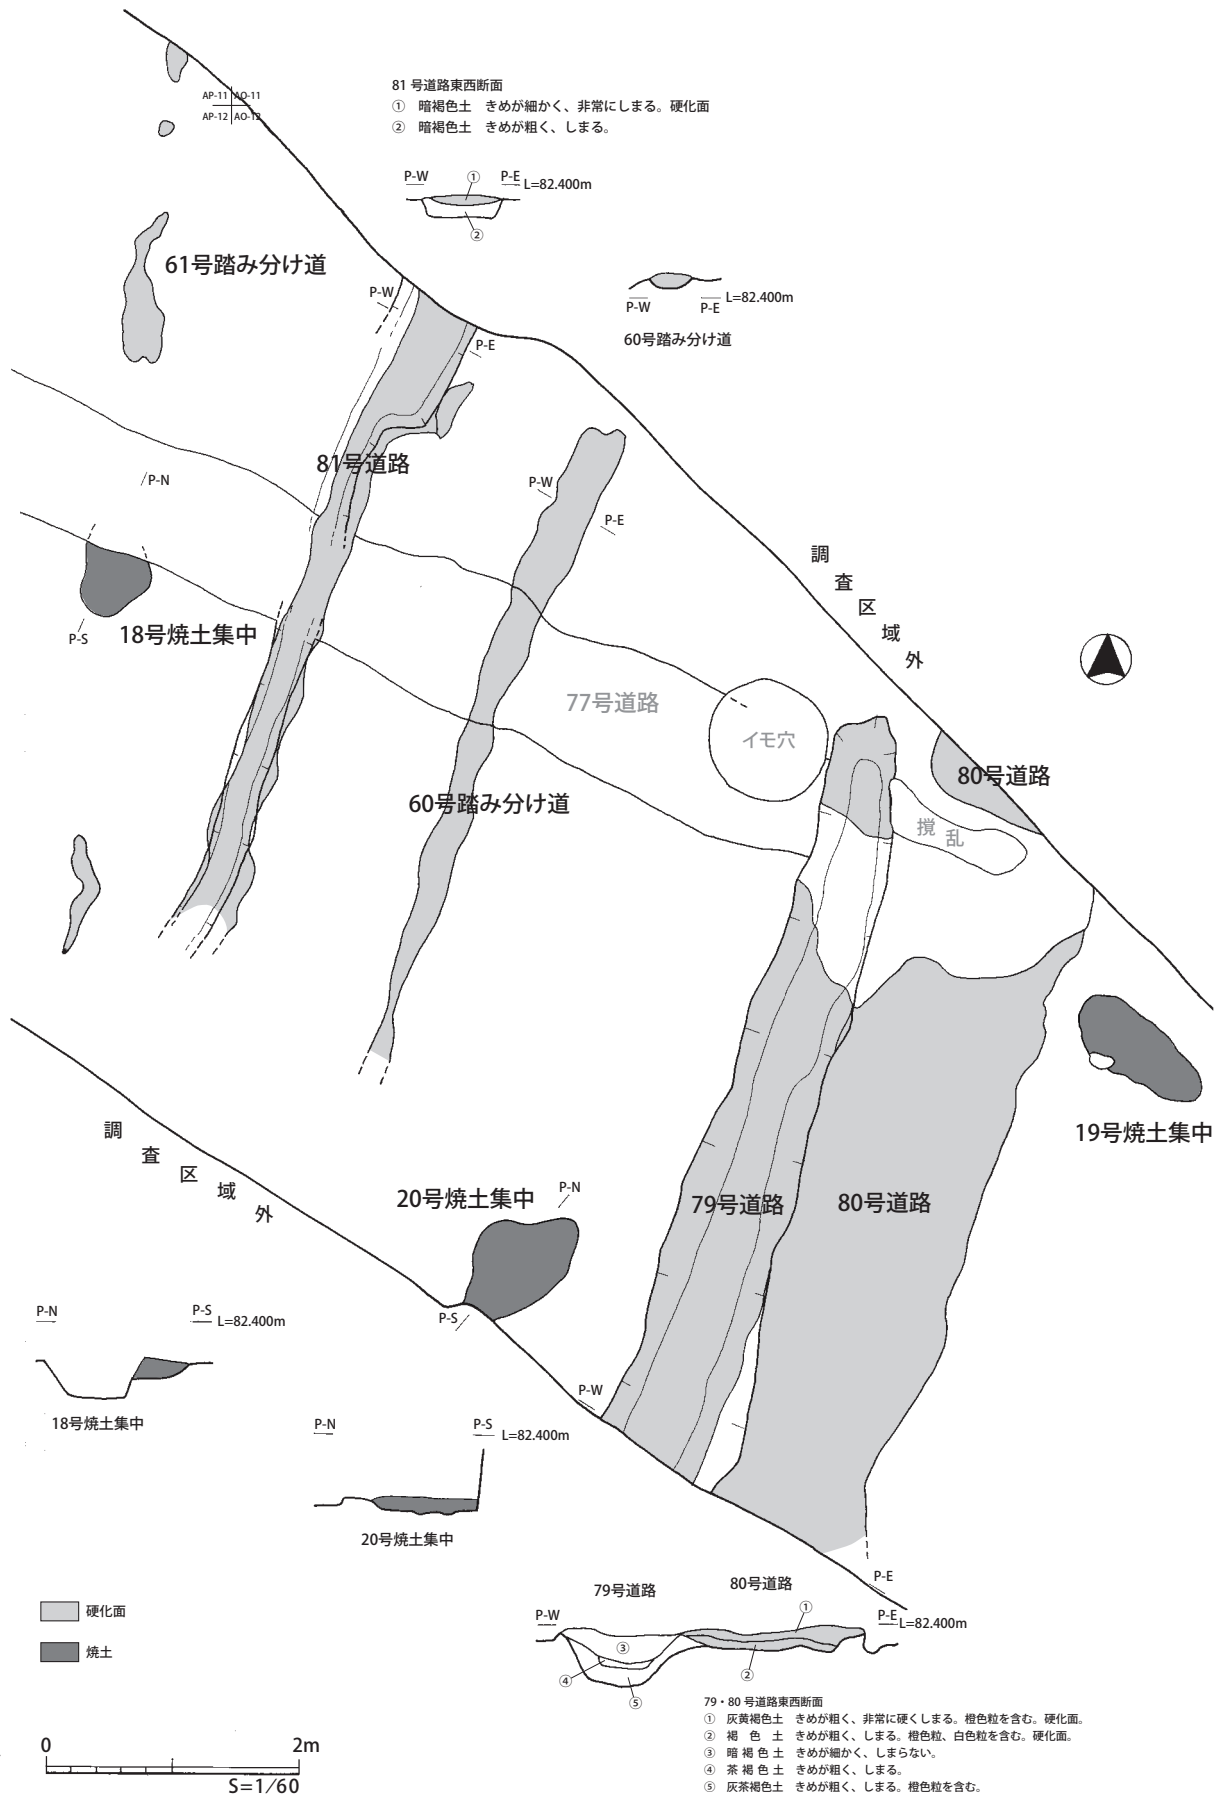 AP-11 AO-11
AP-12 AO-12
81 号道路東西断面
① 暗褐色土 きめが細かく、非常にしまる。硬化面
② 暗褐色土 きめが粗く、しまる。
P-W ① P-E L=82.400m
②
61号踏み分け道
P-W
P-E
P-W P-E L=82.400m
60号踏み分け道
81号道路
P-N
P-W
P-E
調査区域外
P-S
18号焼土集中
77号道路
イモ穴
80号道路
60号踏み分け道
撹乱
調査区域外
19号焼土集中
20号焼土集中
P-N
79号道路
80号道路
P-S
P-N P-S L=82.400m
18号焼土集中
P-W
P-N P-S L=82.400m
20号焼土集中
P-E
79号道路 80号道路
P-W ① P-E L=82.400m
③
④ ②
⑤
硬化面
焼土
79・80 号道路東西断面
① 灰黄褐色土 きめが粗く、非常に硬くしまる。橙色粒を含む。硬化面。
② 褐 色 土 きめが粗く、しまる。橙色粒、白色粒を含む。硬化面。
③ 暗 褐 色 土 きめが細かく、しまらない。
④ 茶 褐 色 土 きめが粗く、しまる。
⑤ 灰茶褐色土 きめが粗く、しまる。橙色粒を含む。
0 2m
S=1/60